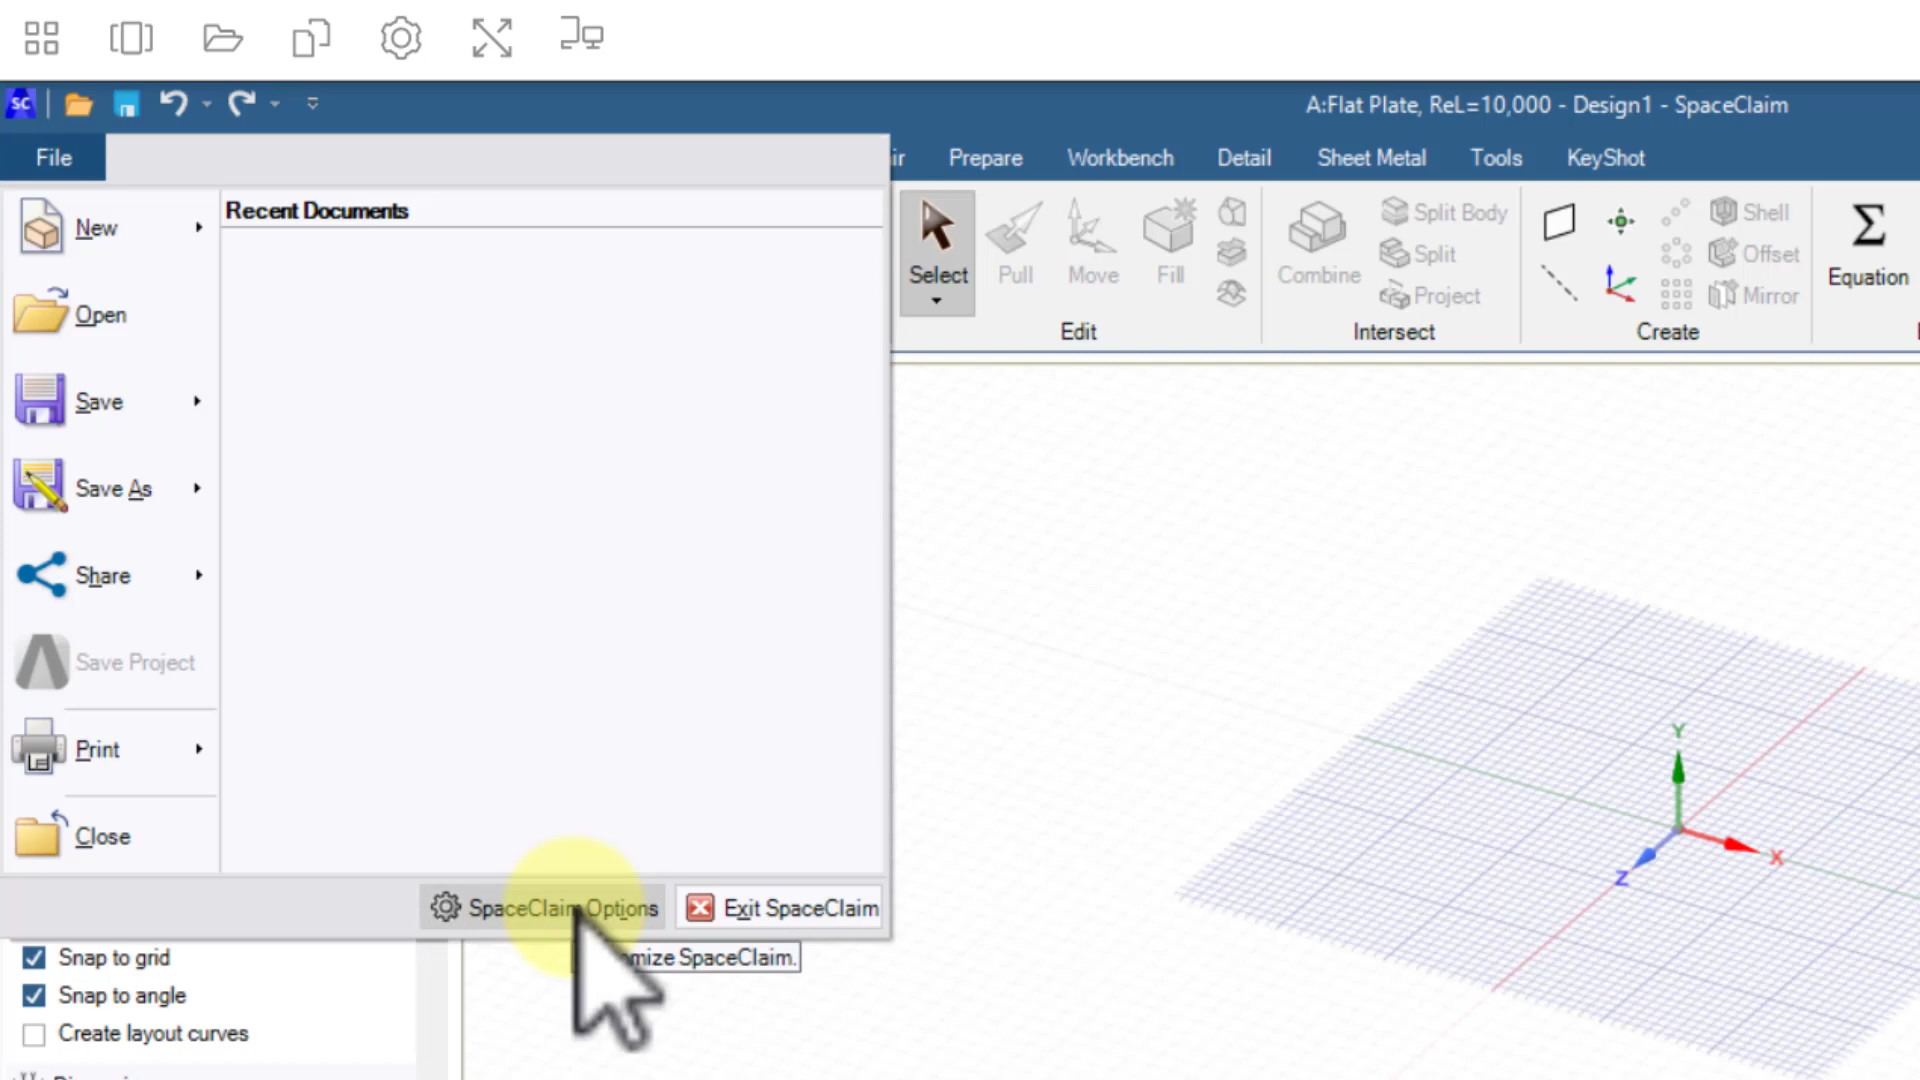 SC
A:Flat Plate, ReL=10,000 - Design1 - SpaceClaim
File
Prepare Workbench Detail Sheet Metal Tools KeyShot
Recent Documents
New
Open
Save
Save As
Share
Save Project
Print
Close
SpaceClaim Options
Exit SpaceClaim
mize SpaceClaim.
Select Pull Move Fill
Edit
Combine
Split Body
Split
Project
Intersect
Shell
Offset
Mirror
Create
Equation
Snap to grid
Snap to angle
Create layout curves
Y
X
Z